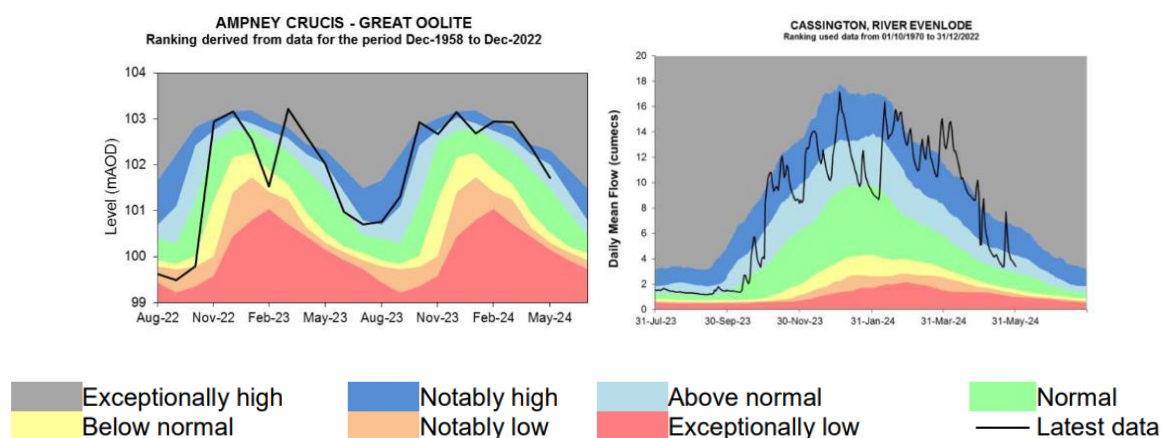 AMPNEY CRUCIS - GREAT OOLITE
Ranking derived from data for the period Dec-1958 to Dec-2022
Level (mAOD)
104
103
102
101
100
99
Aug-22 Nov-22 Feb-23 May-23 Aug-23 Nov-23 Feb-24 May-24
CASSINGTON, RIVER EVENLODE
Ranking used data from 01/10/1970 to 31/12/2022
Daily Mean Flow (cumecs)
20
18
16
14
12
10
8
6
4
2
0
31-Jul-23 30-Sep-23 30-Nov-23 31-Jan-24 31-Mar-24 31-May-24
Exceptionally high Notably high Above normal Normal
Below normal Notably low Exceptionally low Latest data